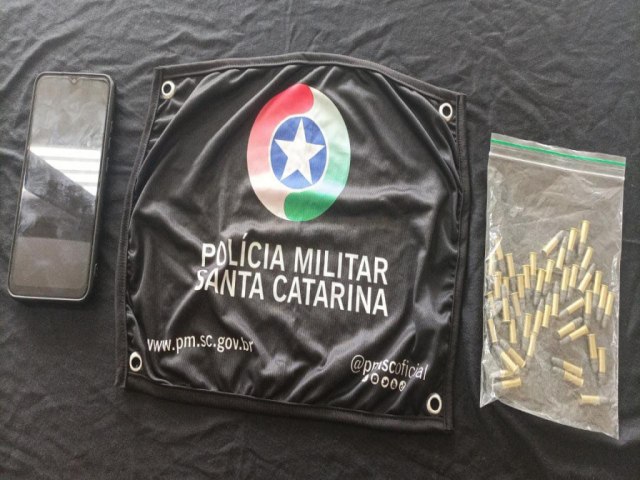 POLÍCIA MILITAR
SANTA CATARINA
www.pm.sc.gov.br
@pmscoficial